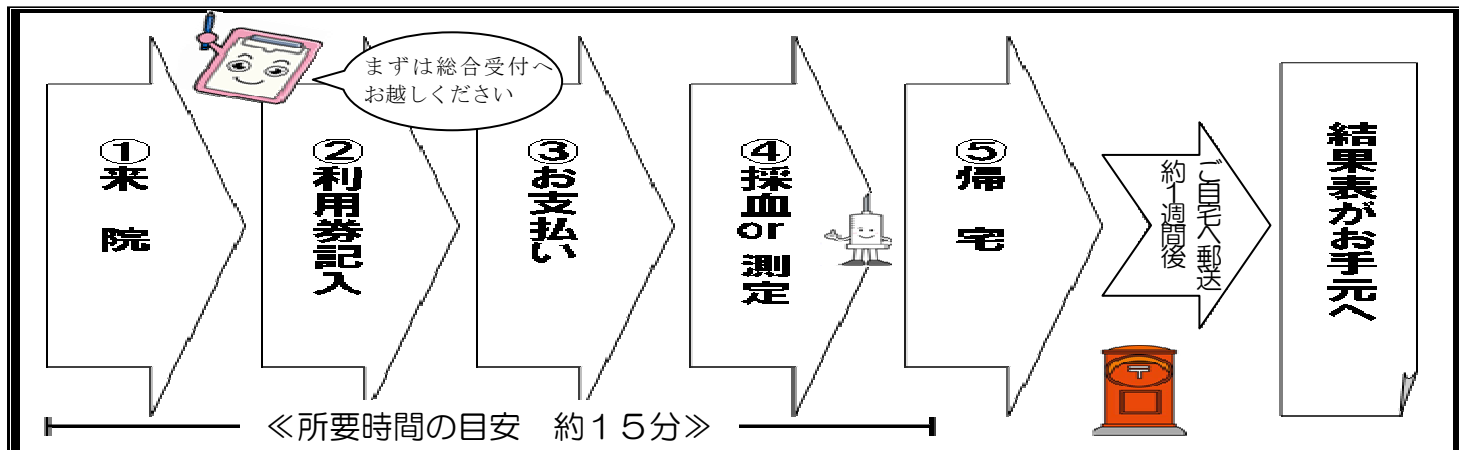 まずは総合受付へ
お越しください
①来 院
②利用券記入
③お支払い
④採血or 測定
⑤帰 宅
ご自宅へ郵送
約1週間後
結果表がお手元へ
〒
≪所要時間の目安 約15分≫